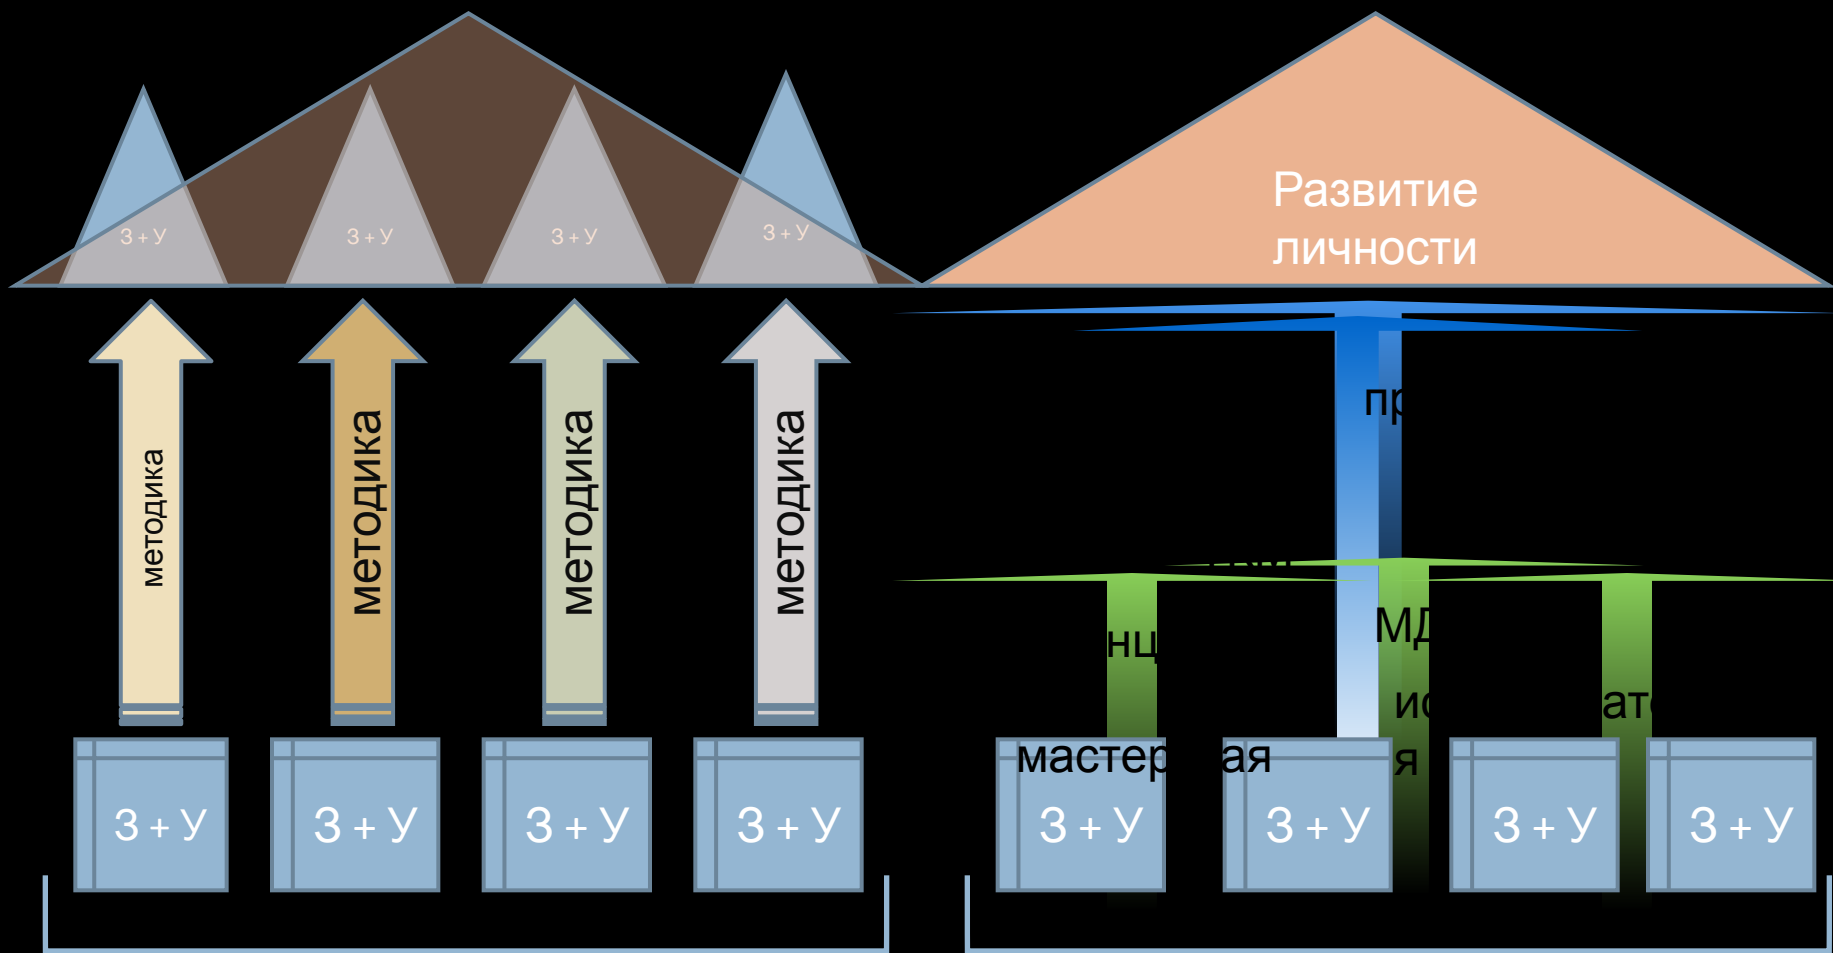 З + У
З + У
З + У
З + У
Развитие
личности
методика
методика
методика
методика
пр
нц
МД
ис
ат
мастер
ая
я
З + У
З + У
З + У
З + У
З + У
З + У
З + У
З + У